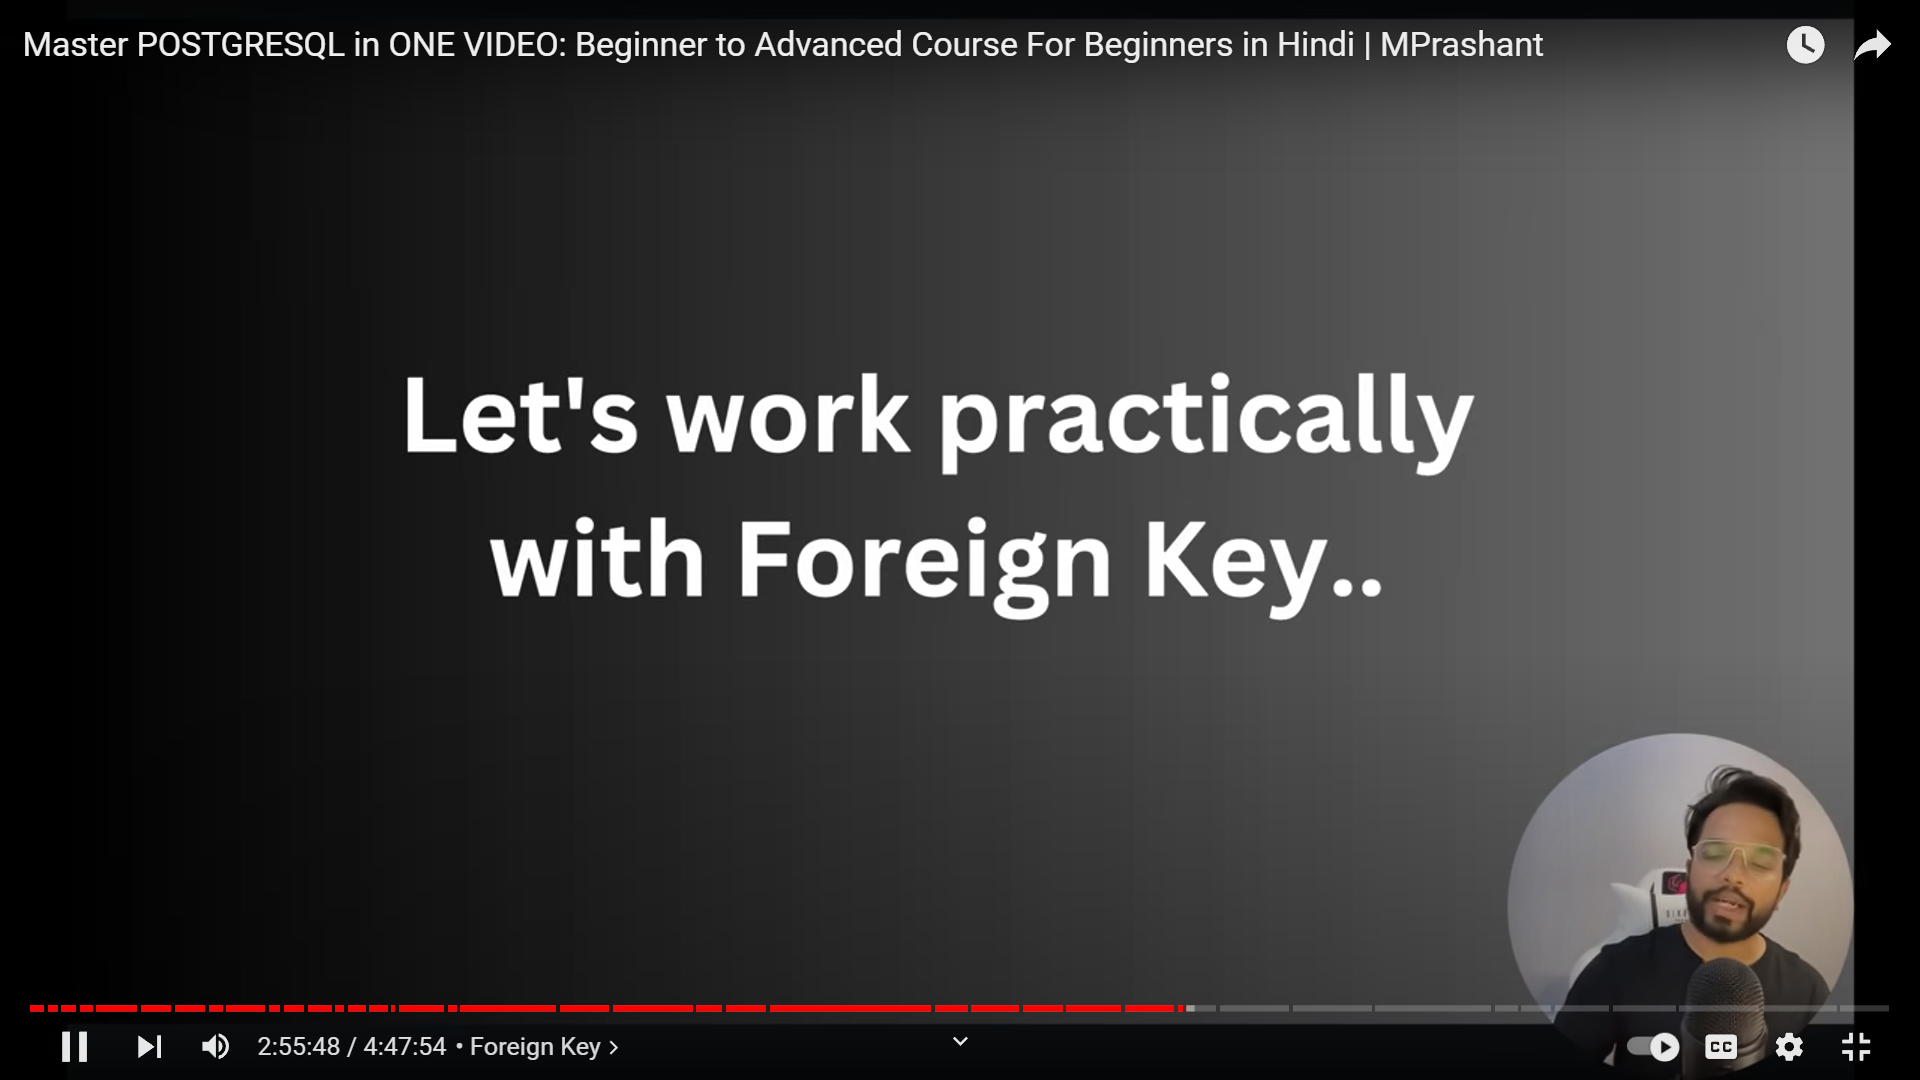 Master POSTGRESQL in ONE VIDEO: Beginner to Advanced Course For Beginners in Hindi | MPrashant
Let's work practically
with Foreign Key..
2:55:48 / 4:47:54 • Foreign Key
CC